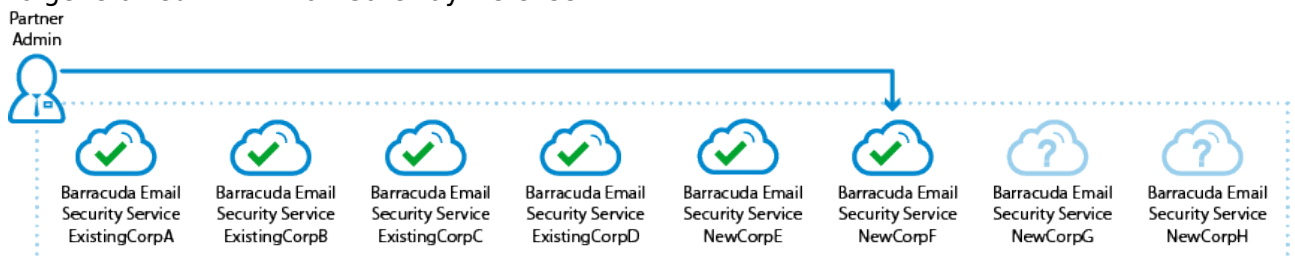 Partner
Admin
Barracuda Email
Security Service
ExistingCorpA
Barracuda Email
Security Service
ExistingCorpB
Barracuda Email
Security Service
ExistingCorpC
Barracuda Email
Security Service
ExistingCorpD
Barracuda Email
Security Service
NewCorpE
Barracuda Email
Security Service
NewCorpF
?
Barracuda Email
Security Service
NewCorpG
?
Barracuda Email
Security Service
NewCorpH